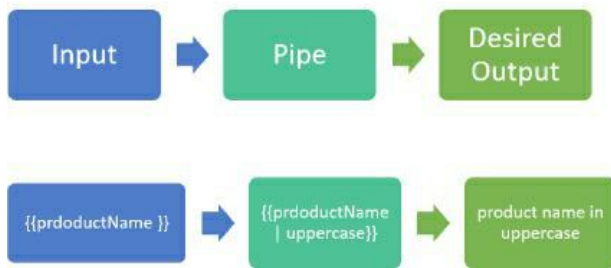 Input
Pipe
Desired
Output
{{prdoductName }}
{{prdoductName
| uppercase}}
product name in
uppercase